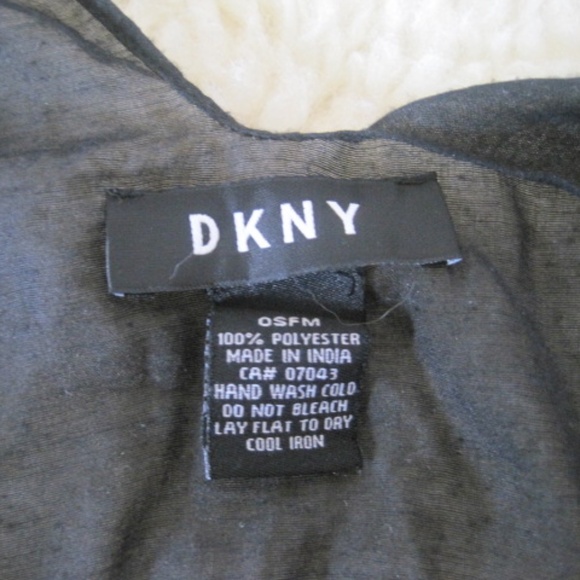 DKNY
OSFM
100% POLYESTER
MADE IN INDIA
CA# 07043
HAND WASH COLD
DO NOT BLEACH
LAY FLAT TO DRY
COOL IRON